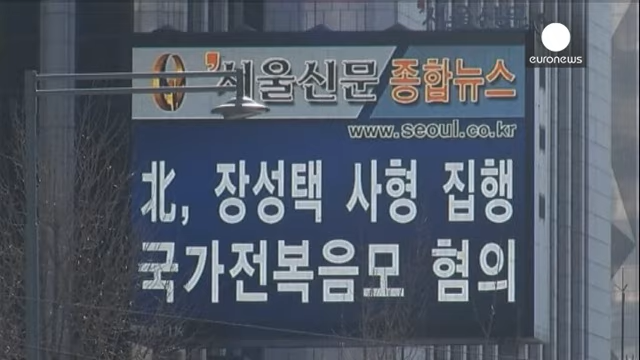 euronews
서울신문 종합뉴스
www.seoul.co.kr
北, 장성택 사형 집행
국가전복음모 혐의